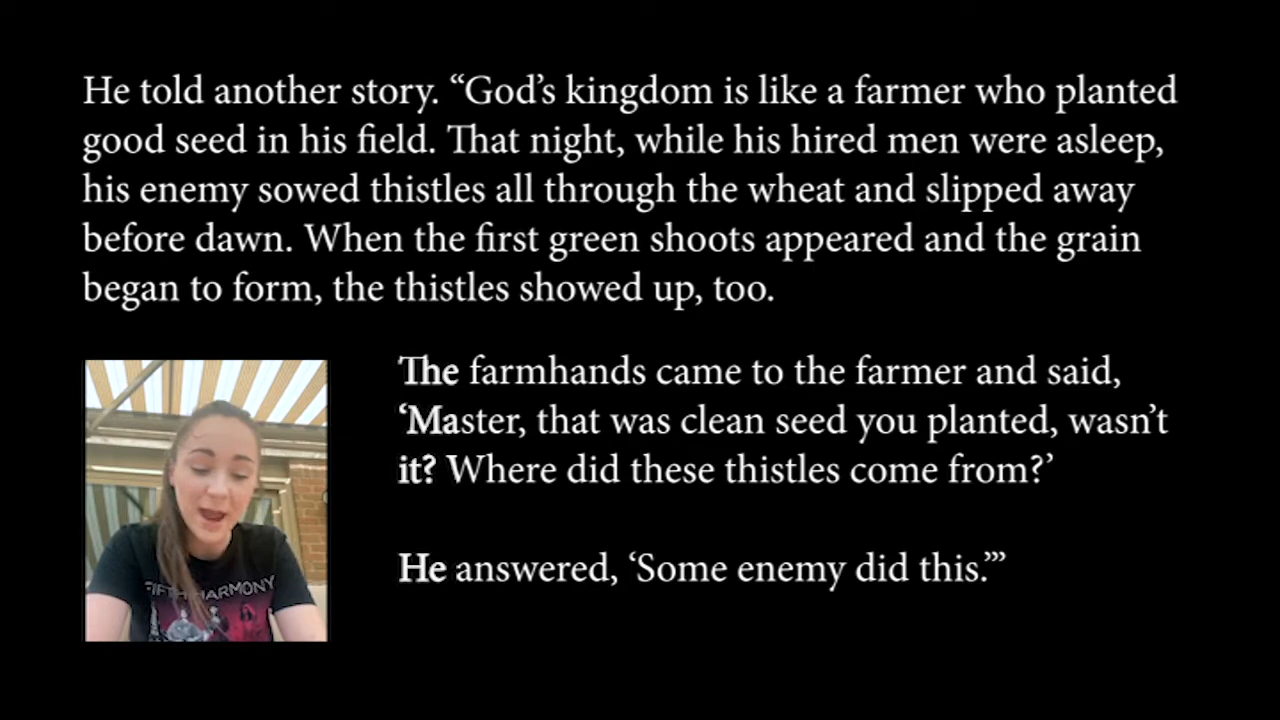 He told another story. “God’s kingdom is like a farmer who planted
good seed in his field. That night, while his hired men were asleep,
his enemy sowed thistles all through the wheat and slipped away
before dawn. When the first green shoots appeared and the grain
began to form, the thistles showed up, too.
The farmhands came to the farmer and said,
‘Master, that was clean seed you planted, wasn’t
it? Where did these thistles come from?’
He answered, ‘Some enemy did this.’”
FIFTH HARMONY